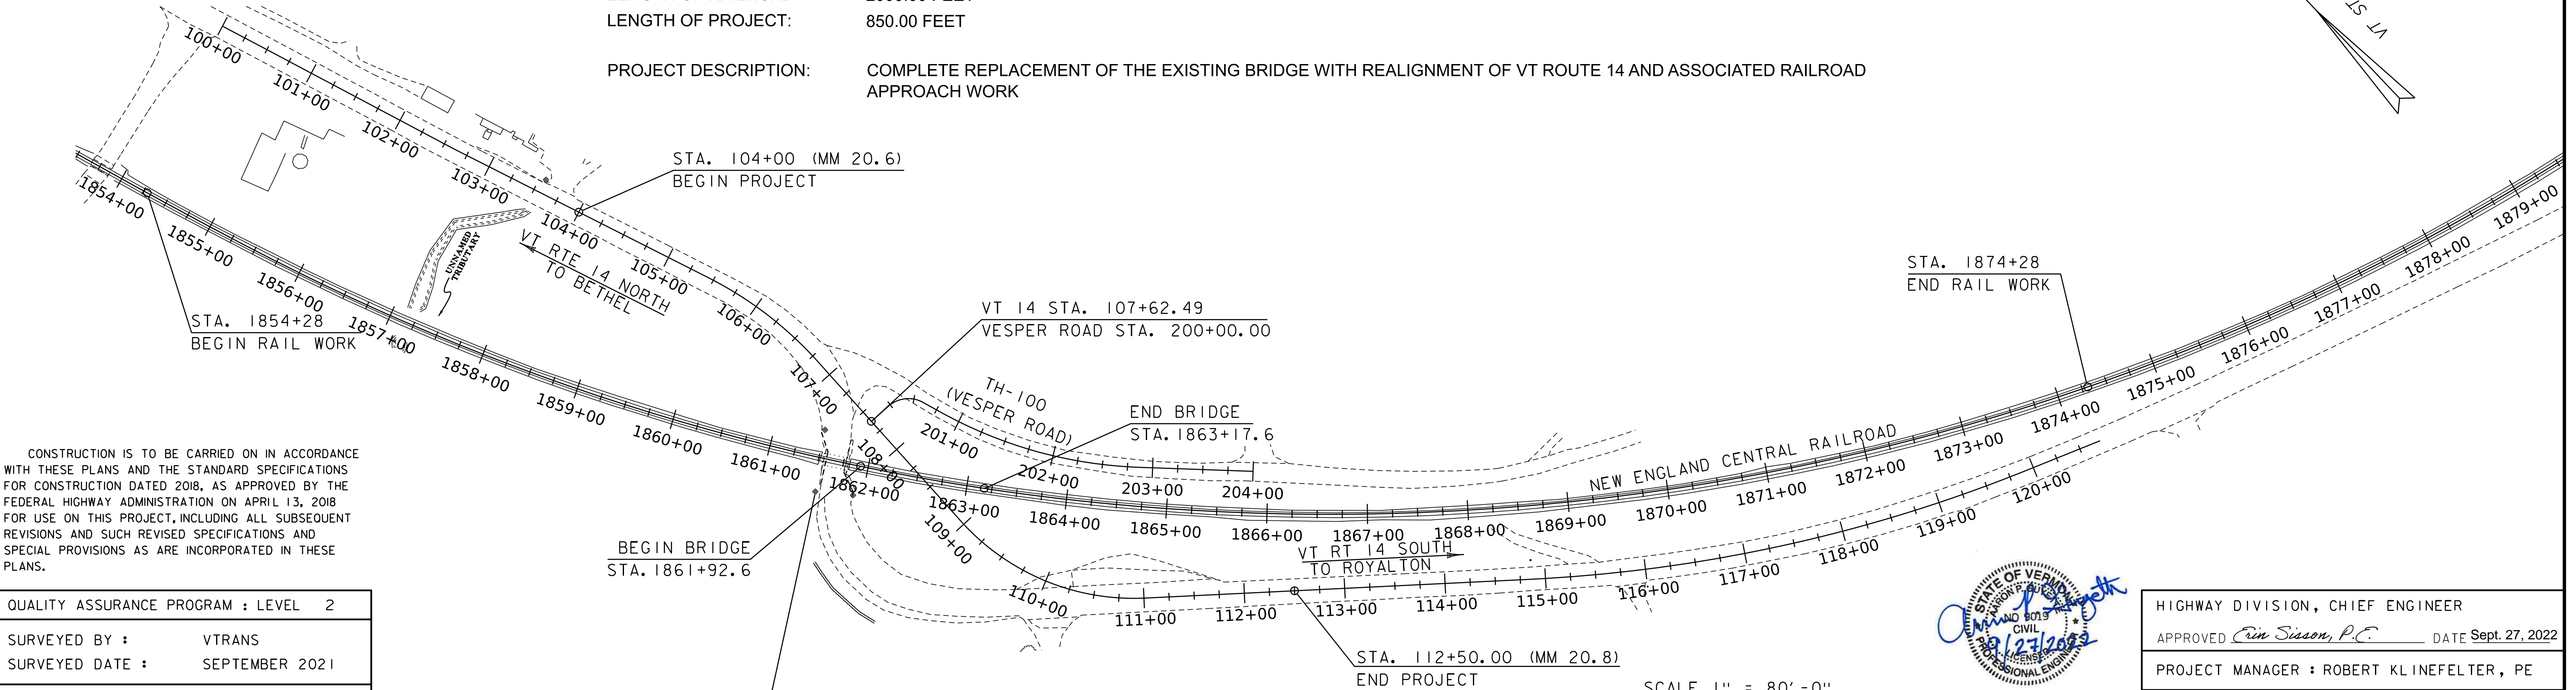 LENGTH OF PROJECT: 850.00 FEET
PROJECT DESCRIPTION: COMPLETE REPLACEMENT OF THE EXISTING BRIDGE WITH REALIGNMENT OF VT ROUTE 14 AND ASSOCIATED RAILROAD
APPROACH WORK
VT ST
100+00
101+00
102+00
103+00
104+00
105+00
106+00
107+00
108+00
109+00
110+00
111+00
112+00
113+00
114+00
115+00
116+00
117+00
118+00
119+00
120+00
STA. 104+00 (MM 20.6)
BEGIN PROJECT
VT RTE 14 NORTH
TO BETHEL
UNNAMED
TRIBUTARY
1854+00
1855+00
1856+00
1857+00
1858+00
1859+00
1860+00
1861+00
1862+00
1863+00
1864+00
1865+00
1866+00
1867+00
1868+00
1869+00
1870+00
1871+00
1872+00
1873+00
1874+00
1875+00
1876+00
1877+00
1878+00
1879+00
STA. 1854+28
BEGIN RAIL WORK
VT 14 STA. 107+62.49
VESPER ROAD STA. 200+00.00
TH-100
(VESPER ROAD)
201+00
202+00
203+00
204+00
END BRIDGE
STA.1863+17.6
BEGIN BRIDGE
STA.1861+92.6
NEW ENGLAND CENTRAL RAILROAD
STA. 1874+28
END RAIL WORK
VT RT 14 SOUTH
TO ROYALTON
STA. 112+50.00 (MM 20.8)
END PROJECT
SCALE 1" = 80'-0"
CONSTRUCTION IS TO BE CARRIED ON IN ACCORDANCE
WITH THESE PLANS AND THE STANDARD SPECIFICATIONS
FOR CONSTRUCTION DATED 2018, AS APPROVED BY THE
FEDERAL HIGHWAY ADMINISTRATION ON APRIL 13, 2018
FOR USE ON THIS PROJECT, INCLUDING ALL SUBSEQUENT
REVISIONS AND SUCH REVISED SPECIFICATIONS AND
SPECIAL PROVISIONS AS ARE INCORPORATED IN THESE
PLANS.
QUALITY ASSURANCE PROGRAM : LEVEL 2
SURVEYED BY : VTRANS
SURVEYED DATE : SEPTEMBER 2021
STATE OF VERMONT
AARON P.
NO 9019
CIVIL
LICENSED
PROFESSIONAL ENGINEER
9/27/2022
HIGHWAY DIVISION, CHIEF ENGINEER
APPROVED Erin Sisson, P.E. DATE Sept. 27, 2022
PROJECT MANAGER : ROBERT KLINEFELTER, PE